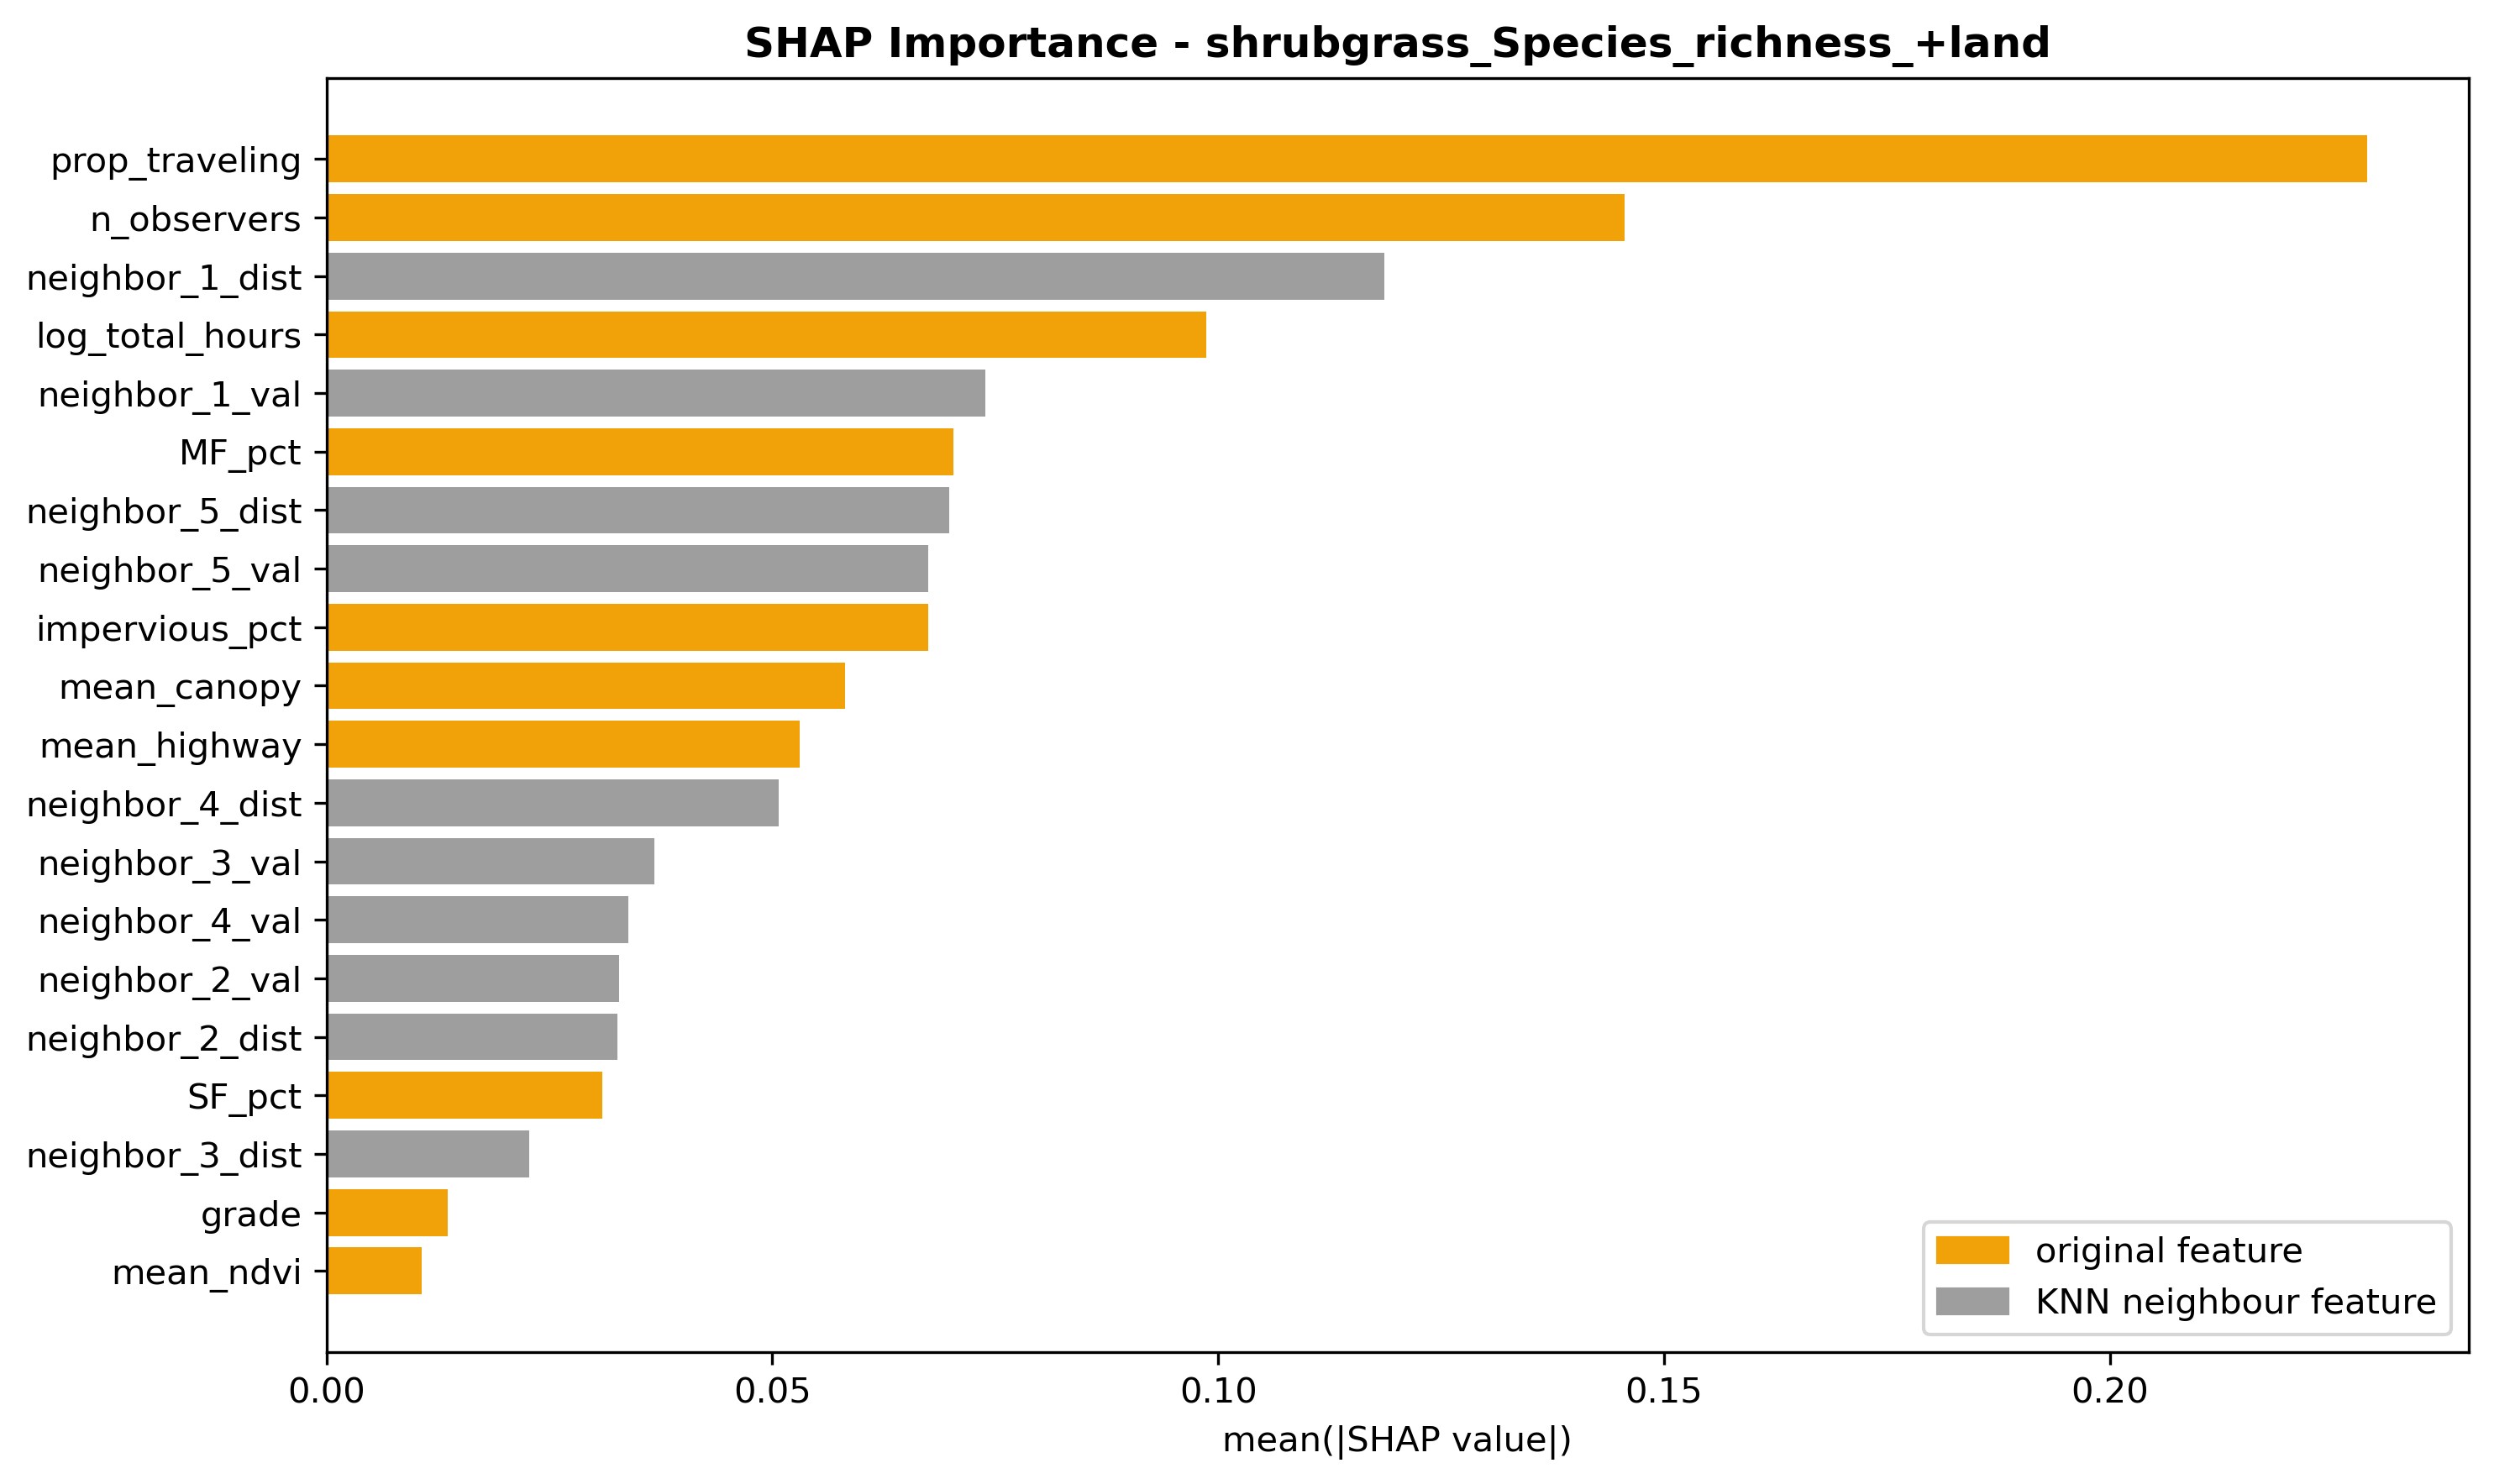 SHAP Importance - shrubgrass_Species_richness_+land
prop_traveling
n_observers
neighbor_1_dist
log_total_hours
neighbor_1_val
MF_pct
neighbor_5_dist
neighbor_5_val
impervious_pct
mean_canopy
mean_highway
neighbor_4_dist
neighbor_3_val
neighbor_4_val
neighbor_2_val
neighbor_2_dist
SF_pct
neighbor_3_dist
grade
mean_ndvi
original feature
KNN neighbour feature
0.00 0.05 0.10 0.15 0.20
mean(|SHAP value|)